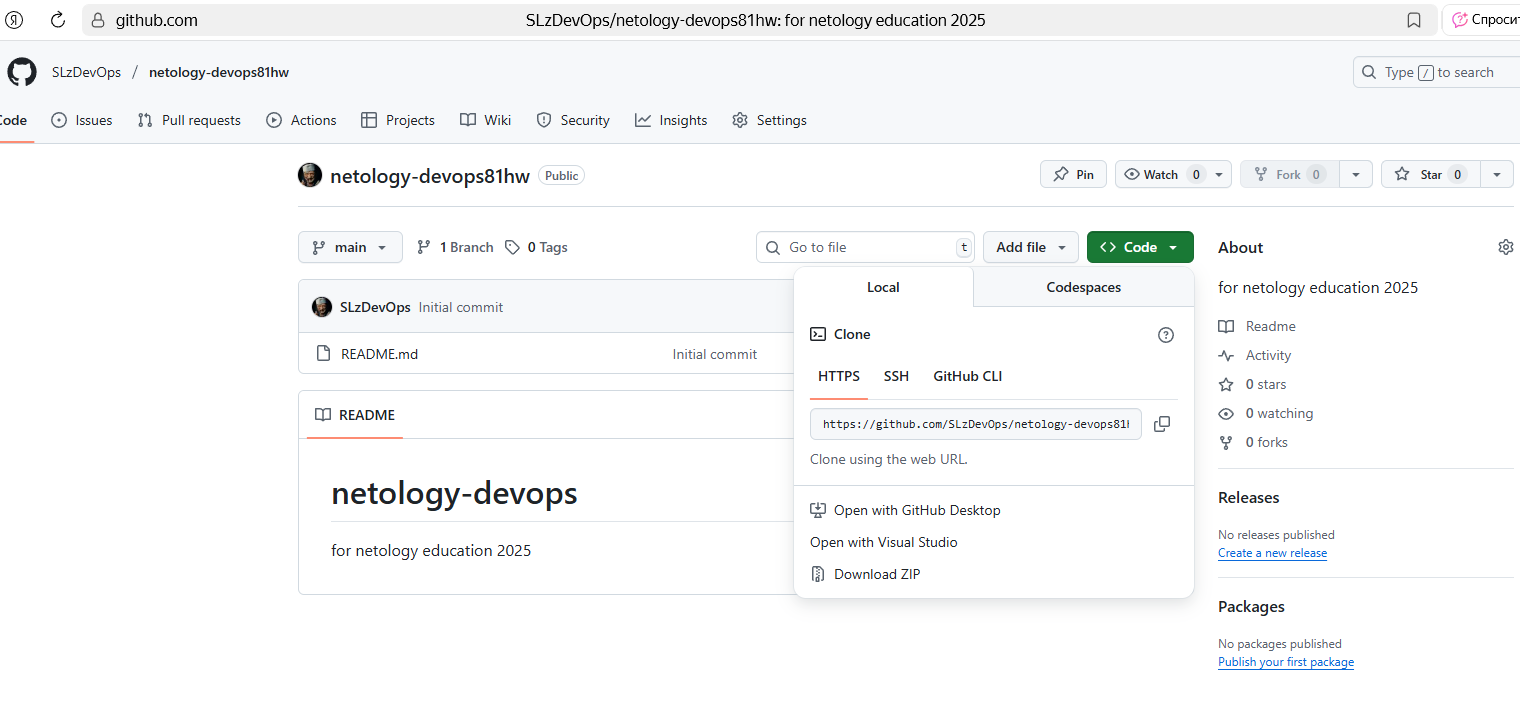 Я github.com SLzDevOps/netology-devops81hw: for netology education 2025 Спросит
SLzDevOps / netology-devops81hw Type / to search
Code Issues Pull requests Actions Projects Wiki Insights Settings
netology-devops81hw Public Pin Watch 0 Fork 0 Star 0
main 1 Branch 0 Tags Go to file t Add file Code About
Local Codespaces
for netology education 2025
SLzDevOps Initial commit
Readme
Clone
README.md Initial commit
Activity
HTTPS SSH GitHub CLI
0 stars
README
https://github.com/SLzDevOps/netology-devops81h
0 watching
0 forks
Clone using the web URL.
netology-devops
Releases
Open with GitHub Desktop
No releases published
Open with Visual Studio
for netology education 2025
Create a new release
Download ZIP
Packages
No packages published
Publish your first package